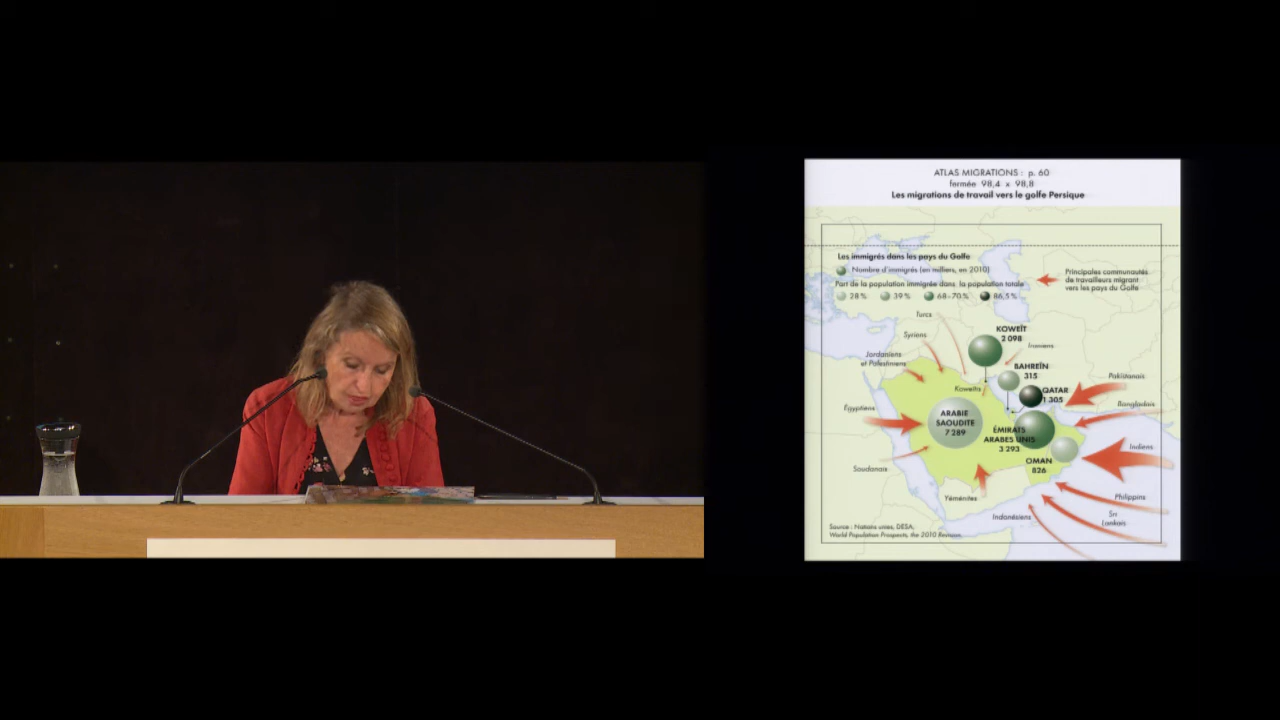 ATLAS MIGRATIONS : p. 60
fermée 98,4 x 98,8
Les migrations de travail vers le golfe Persique
Les immigrés dans les pays du Golfe
Nombre d'immigrés (en milliers, en 2010)
Part de la population immigrée dans la population totale
28 % 39 % 68-70 % 86,5 %
Principales communautés
de travailleurs migrant
vers les pays du Golfe
Turcs
Syriens
Jordaniens
et Palestiniens
KOWEÏT
2 098
Iraniens
BAHREÏN
315
Koweïtis
QATAR
1 305
Pakistanais
Bangladais
Égyptiens
ARABIE
SAOUDITE
7 289
ÉMIRATS
ARABES UNIS
3 293
Indiens
OMAN
826
Soudanais
Yéménites
Philippins
Indonésiens
Sri
Lankais
Source : Nations unies, DESA,
World Population Prospects, the 2010 Revision.